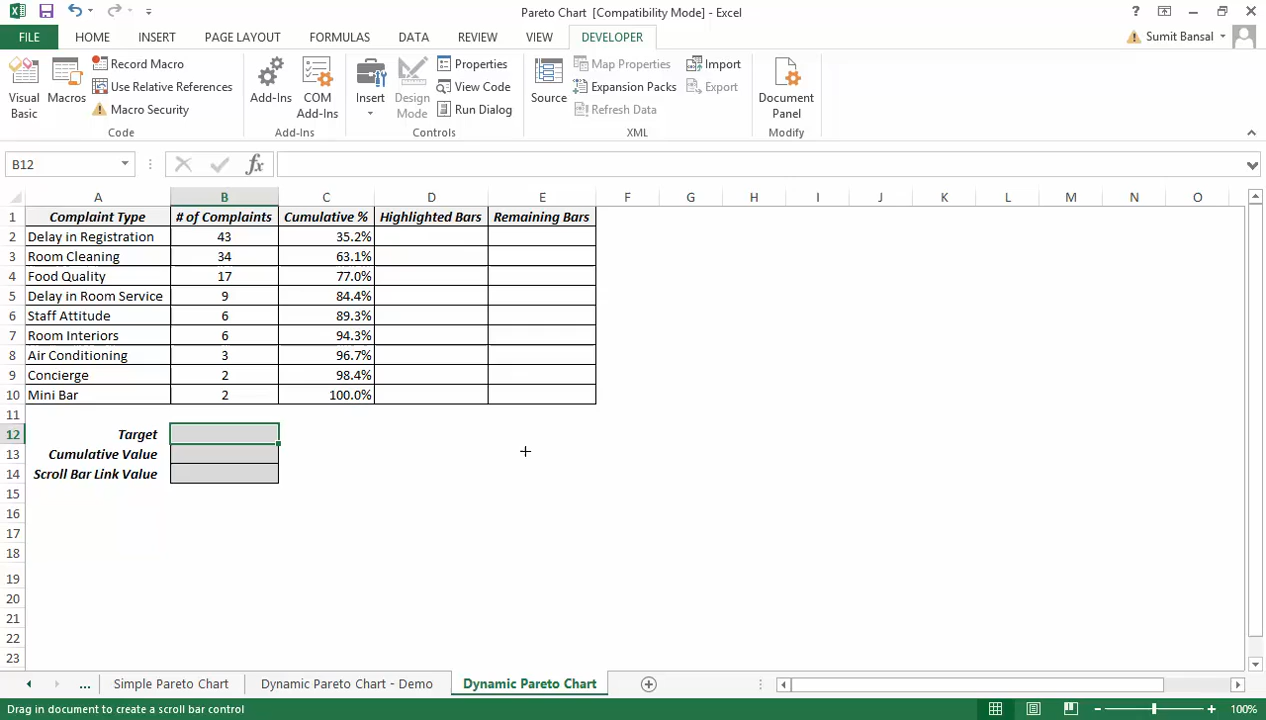 Pareto Chart [Compatibility Mode] - Excel
?
FILE HOME INSERT PAGE LAYOUT FORMULAS DATA REVIEW VIEW DEVELOPER Sumit Bansal
Visual Basic
Macros
Record Macro
Use Relative References
Macro Security
Code
Add-Ins
COM Add-Ins
Add-Ins
Insert
Design Mode
Properties
View Code
Run Dialog
Controls
Source
Map Properties
Expansion Packs
Refresh Data
Import
Export
XML
Document Panel
Modify
B12 fx
A B C D E F G H I J K L M N O
1 Complaint Type # of Complaints Cumulative % Highlighted Bars Remaining Bars
2 Delay in Registration 43 35.2%
3 Room Cleaning 34 63.1%
4 Food Quality 17 77.0%
5 Delay in Room Service 9 84.4%
6 Staff Attitude 6 89.3%
7 Room Interiors 6 94.3%
8 Air Conditioning 3 96.7%
9 Concierge 2 98.4%
10 Mini Bar 2 100.0%
11
12 Target
13 Cumulative Value
14 Scroll Bar Link Value
15
16
17
18
19
20
21
22
23
... Simple Pareto Chart Dynamic Pareto Chart - Demo Dynamic Pareto Chart
Drag in document to create a scroll bar control 100%